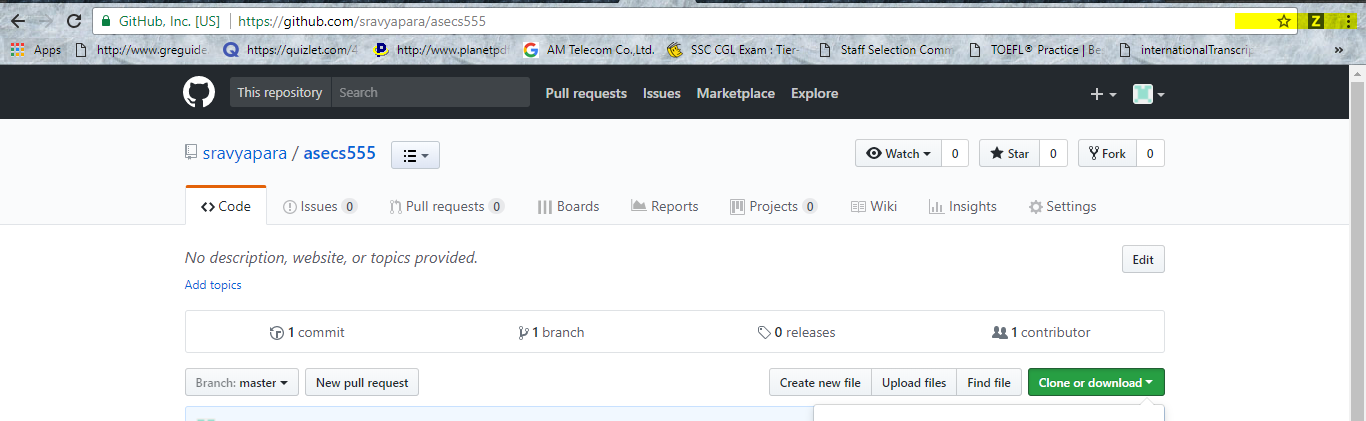 GitHub, Inc. [US] https://github.com/sravyapara/asecs555 Z
Apps http://www.greguide https://quizlet.com/4 http://www.planetpd AM Telecom Co.,Ltd. SSC CGL Exam : Tier- Staff Selection Comm TOEFL® Practice | Be internationalTranscrip »
This repository Search Pull requests Issues Marketplace Explore
sravyapara / asecs555 Watch 0 Star 0 Fork 0
Code Issues 0 Pull requests 0 Boards Reports Projects 0 Wiki Insights Settings
No description, website, or topics provided. Edit
Add topics
1 commit 1 branch 0 releases 1 contributor
Branch: master New pull request Create new file Upload files Find file Clone or download